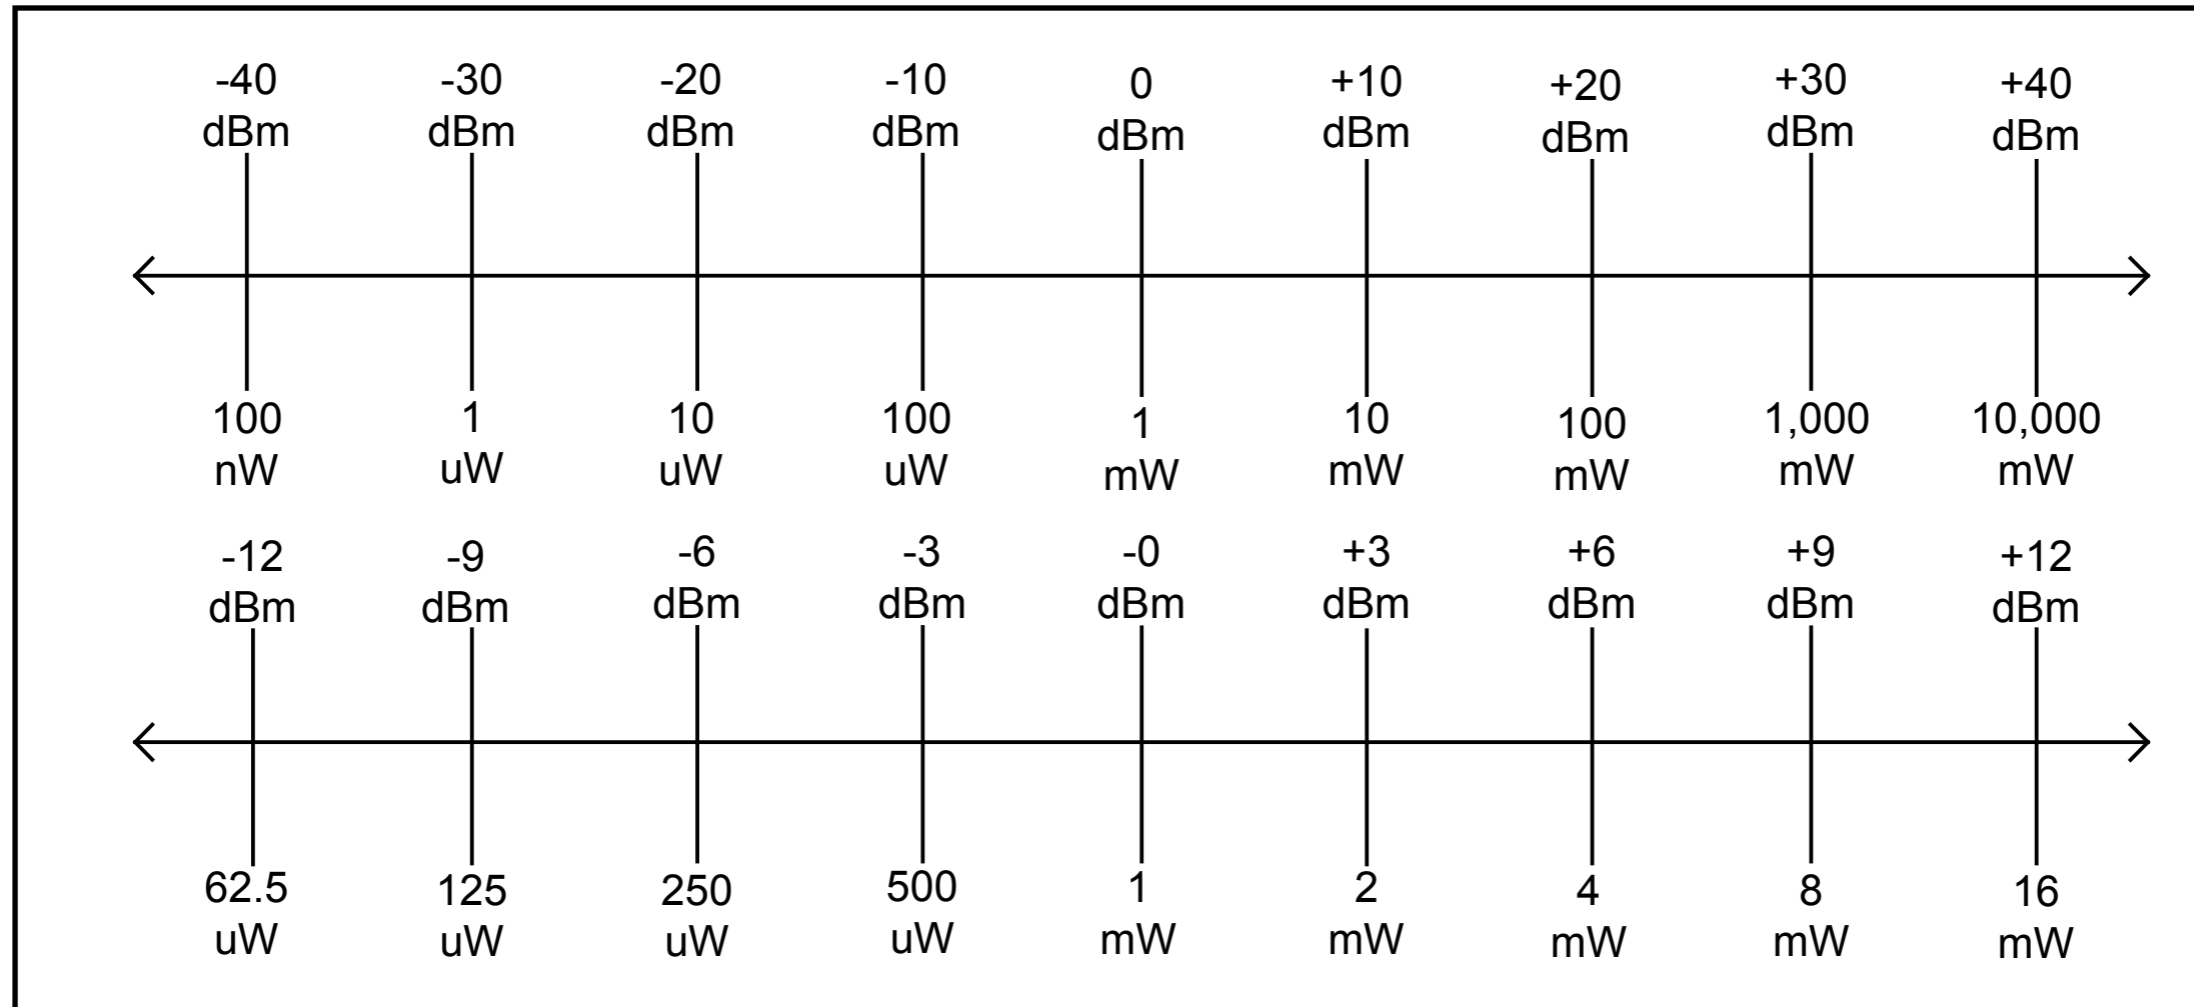 -40 -30 -20 -10 0 +10 +20 +30 +40
dBm dBm dBm dBm dBm dBm dBm dBm dBm
100 1 10 100 1 10 100 1,000 10,000
nW uW uW uW mW mW mW mW mW
-12 -9 -6 -3 -0 +3 +6 +9 +12
dBm dBm dBm dBm dBm dBm dBm dBm dBm
62.5 125 250 500 1 2 4 8 16
uW uW uW uW mW mW mW mW mW